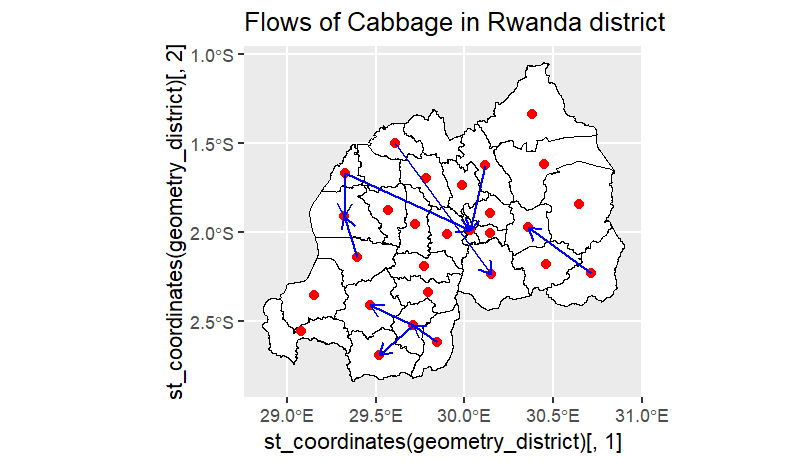 Flows of Cabbage in Rwanda district
st_coordinates(geometry_district)[, 2]
1.0°S
1.5°S
2.0°S
2.5°S
29.0°E 29.5°E 30.0°E 30.5°E 31.0°E
st_coordinates(geometry_district)[, 1]